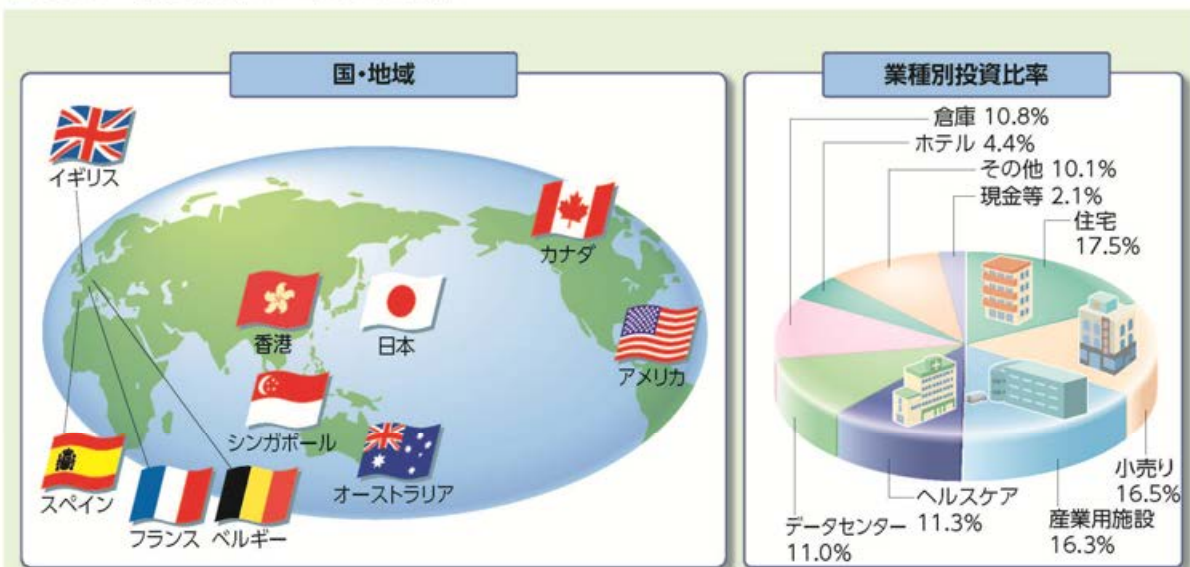 国・地域
イギリス
カナダ
香港
日本
アメリカ
シンガポール
オーストラリア
スペイン
フランス
ベルギー
業種別投資比率
倉庫 10.8%
ホテル 4.4%
その他 10.1%
現金等 2.1%
住宅
17.5%
小売り
16.5%
産業用施設
16.3%
ヘルスケア
11.3%
データセンター
11.0%